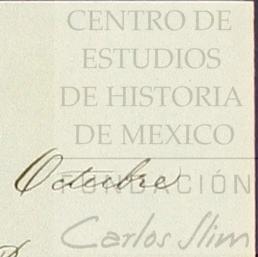 CENTRO DE
ESTUDIOS
DE HISTORIA
DE MEXICO
Octubre
FUNDACIÓN
Carlos Slim